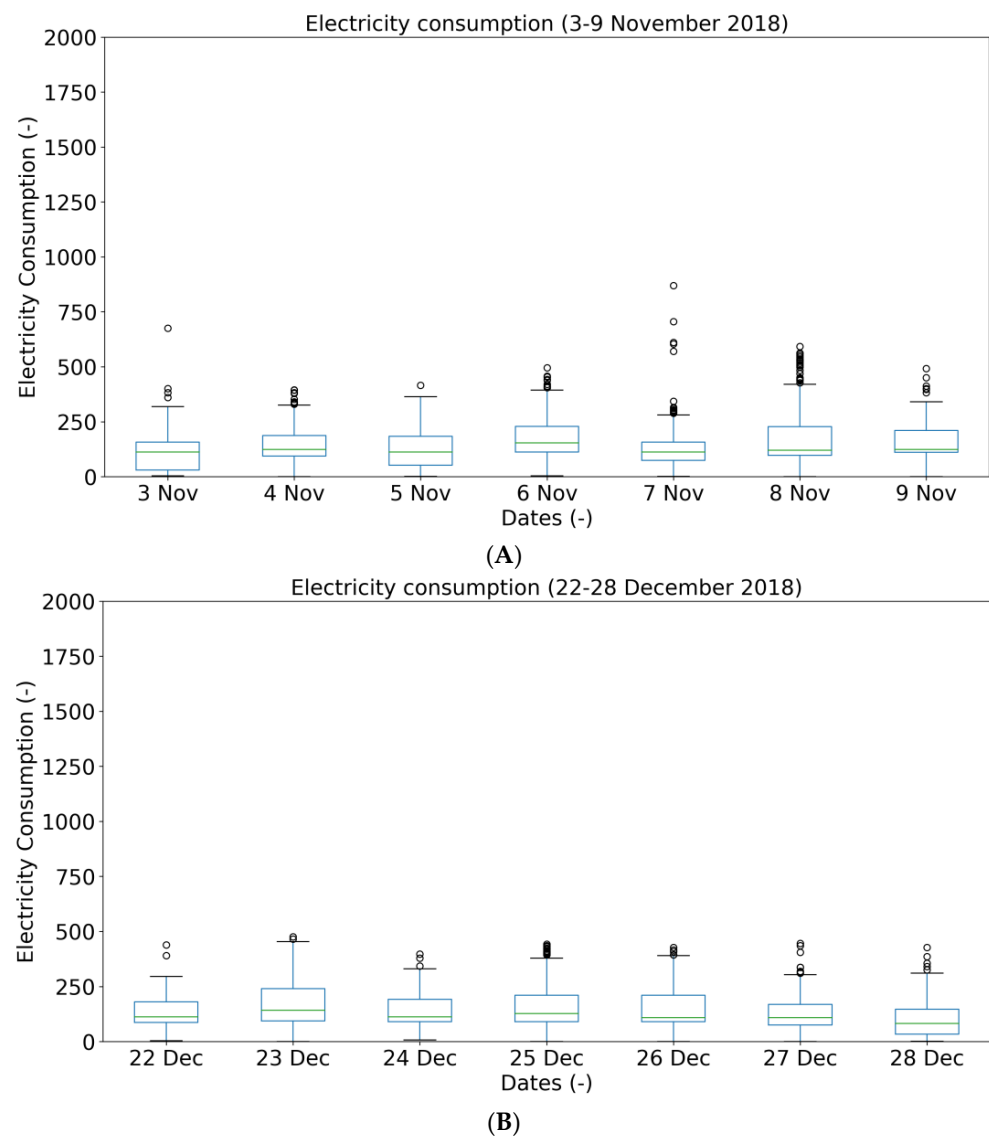 Electricity consumption (3-9 November 2018)
2000
1750
1500
1250
1000
750
500
250
0
Electricity Consumption (-)
3 Nov 4 Nov 5 Nov 6 Nov 7 Nov 8 Nov 9 Nov
Dates (-)
(A)
Electricity consumption (22-28 December 2018)
2000
1750
1500
1250
1000
750
500
250
0
Electricity Consumption (-)
22 Dec 23 Dec 24 Dec 25 Dec 26 Dec 27 Dec 28 Dec
Dates (-)
(B)